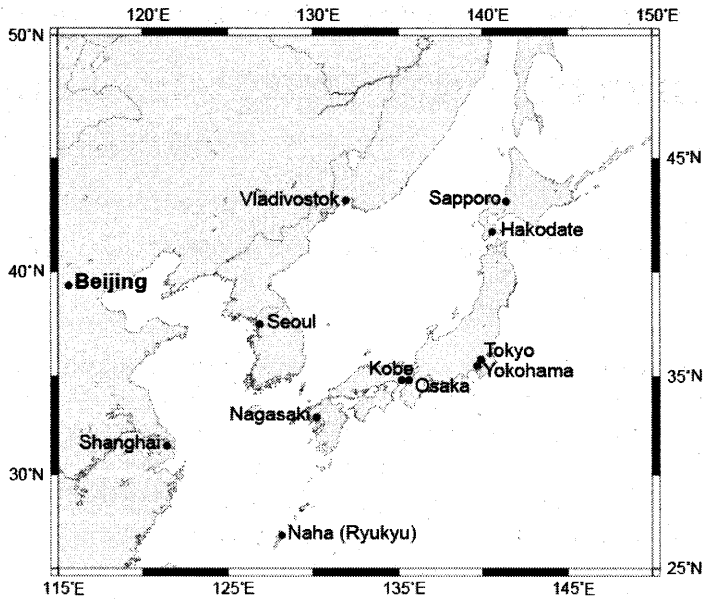 120°E 130°E 140°E 150°E
50°N
45°N
Vladivostok Sapporo
Hakodate
40°N
Beijing
Seoul
Tokyo
Kobe Yokohama
35°N
Osaka
Nagasaki
Shanghai
30°N
Naha (Ryukyu)
25°N
115°E 125°E 135°E 145°E